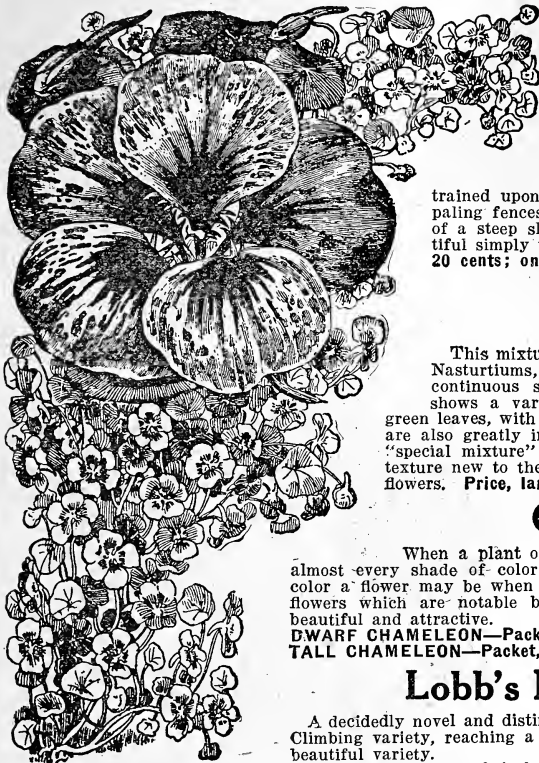 trained upon
paling fences
of a steep sl
tiful simply
20 cents; on
This mixtu
Nasturtiums,
continuous s
shows a var
green leaves, with
are also greatly i
"special mixture"
texture new to the
flowers. Price, la
When a plant o
almost every shade of color
color a flower may be when
flowers which are notable b
beautiful and attractive.
DWARF CHAMELEON—Pack
TALL CHAMELEON—Packet,
Lobb's
A decidedly novel and disti
Climbing variety, reaching a
beautiful variety.